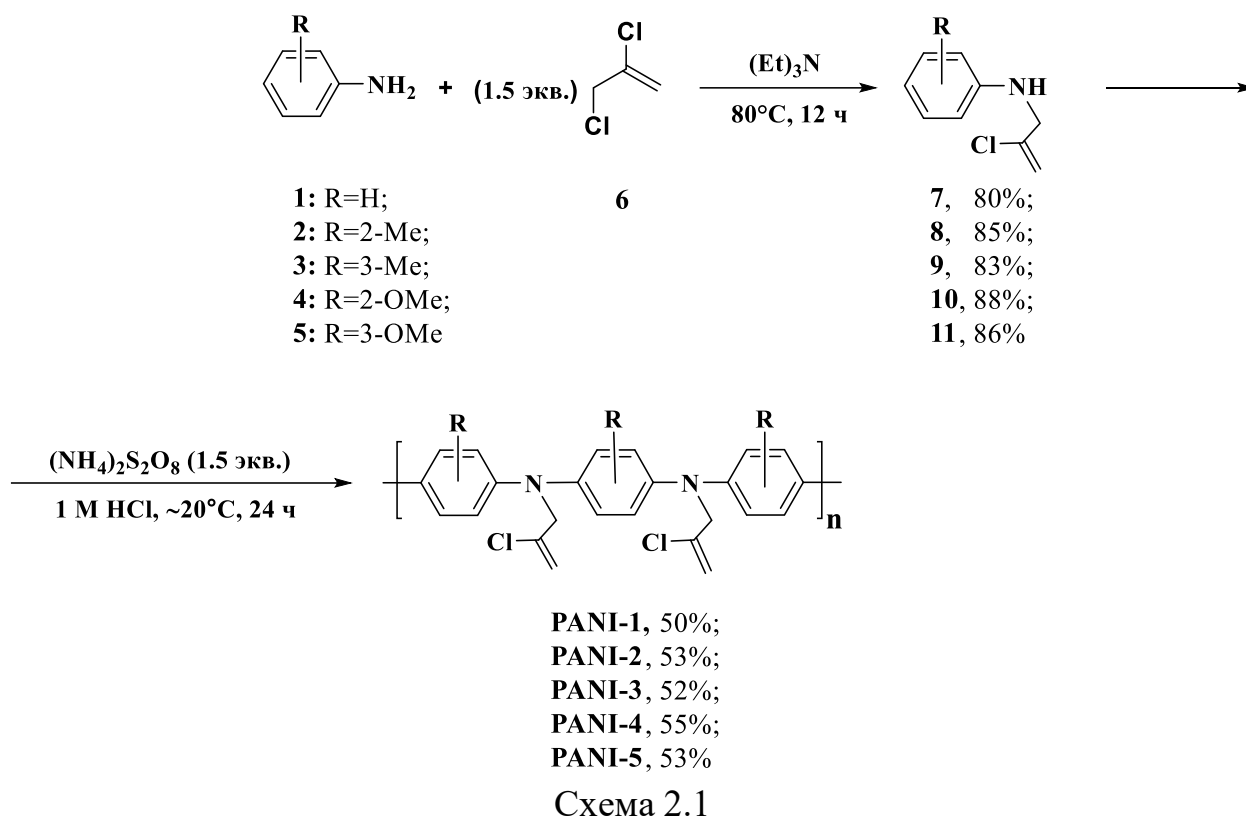 R
Cl
NH2 + (1.5 экв.)
Cl
(Et)3N
80°C, 12 ч
R
NH
Cl
1: R=H;
2: R=2-Me;
3: R=3-Me;
4: R=2-OMe;
5: R=3-OMe
6
7, 80%;
8, 85%;
9, 83%;
10, 88%;
11, 86%
(NH4)2S2O8 (1.5 экв.)
1 M HCl, ~20°C, 24 ч
R R R
N N
Cl Cl
n
PANI-1, 50%;
PANI-2, 53%;
PANI-3, 52%;
PANI-4, 55%;
PANI-5, 53%
Схема 2.1